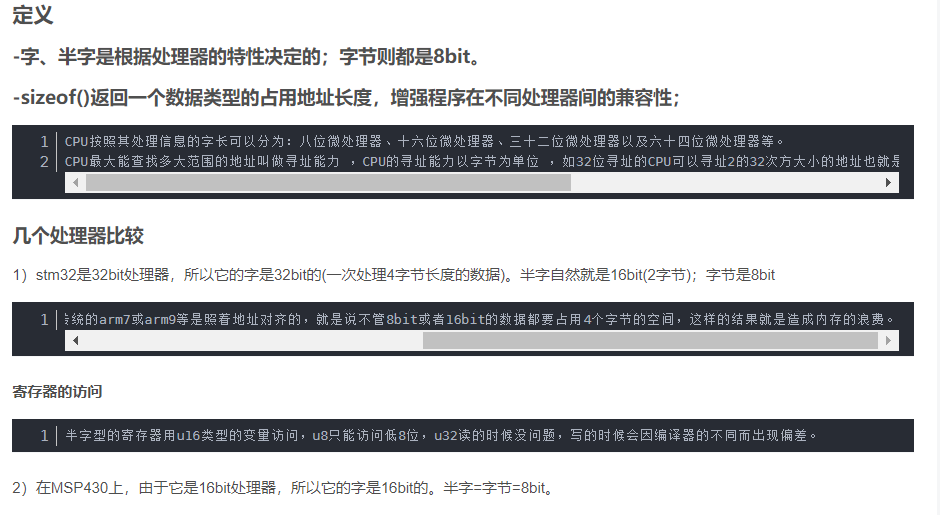 定义
-字、半字是根据处理器的特性决定的；字节则都是8bit。
-sizeof()返回一个数据类型的占用地址长度，增强程序在不同处理器间的兼容性；
1 CPU按照其处理信息的字长可以分为：八位微处理器、十六位微处理器、三十二位微处理器以及六十四位微处理器等。
2 CPU最大能查找多大范围的地址叫做寻址能力 ，CPU的寻址能力以字节为单位 ，如32位寻址的CPU可以寻址2的32次方大小的地址也就是
几个处理器比较
1）stm32是32bit处理器，所以它的字是32bit的(一次处理4字节长度的数据)。半字自然就是16bit(2字节)；字节是8bit
1 统的arm7或arm9等是照着地址对齐的，就是说不管8bit或者16bit的数据都要占用4个字节的空间，这样的结果就是造成内存的浪费。
寄存器的访问
1 半字型的寄存器用u16类型的变量访问，u8只能访问低8位，u32读的时候没问题，写的时候会因编译器的不同而出现偏差。
2）在MSP430上，由于它是16bit处理器，所以它的字是16bit的。半字=字节=8bit。